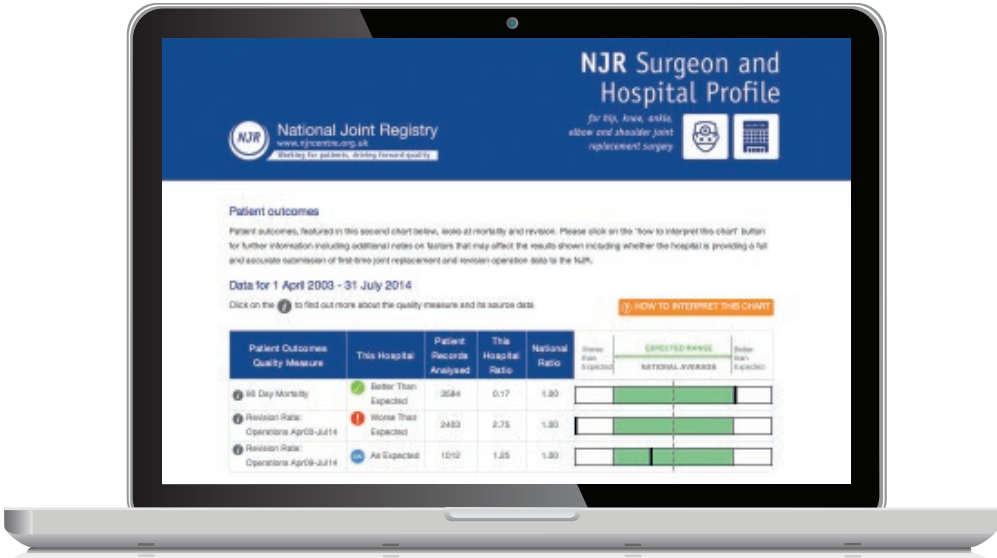 NJR Surgeon and
Hospital Profile
for hip, knee, ankle,
elbow and shoulder joint
replacement surgery
NJR
National Joint Registry
www.njrcentre.org.uk
Working for patients, driving forward quality
Patient outcomes
Patient outcomes, featured in this second chart below, looks at mortality and revision. Please click on the 'how to interpret this chart' button
for further information including additional notes on factors that may affect the results shown including whether the hospital is providing a full
and accurate submission of first-time joint replacement and revision operation data to the NJR.
Data for 1 April 2003 - 31 July 2014
Click on the i to find out more about the quality measure and its source data
? HOW TO INTERPRET THIS CHART
Patient Outcomes
Quality Measure
This Hospital
Patient
Records
Analysed
This
Hospital
Ratio
National
Ratio
Worse
than
Expected
EXPECTED RANGE
NATIONAL AVERAGE
Better
than
Expected
i 90 Day Mortality
Better Than
Expected
3584
0.17
1.00
i Revision Rate:
Operations Apr03-Jul14
! Worse Than
Expected
2.75
1.00
i Revision Rate:
Operations Apr09-Jul14
OK As Expected
1012
1.25
1.00